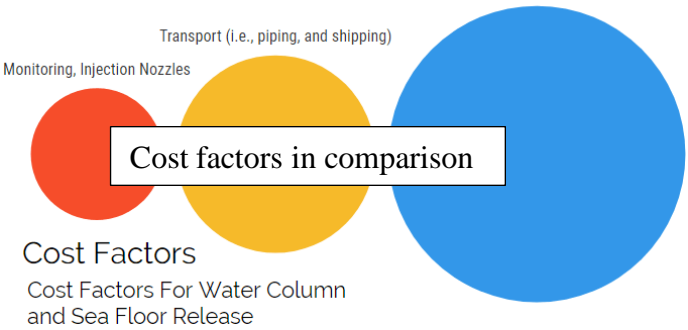 Transport (i.e., piping, and shipping)
Monitoring, Injection Nozzles
Cost factors in comparison
Cost Factors
Cost Factors For Water Column
and Sea Floor Release